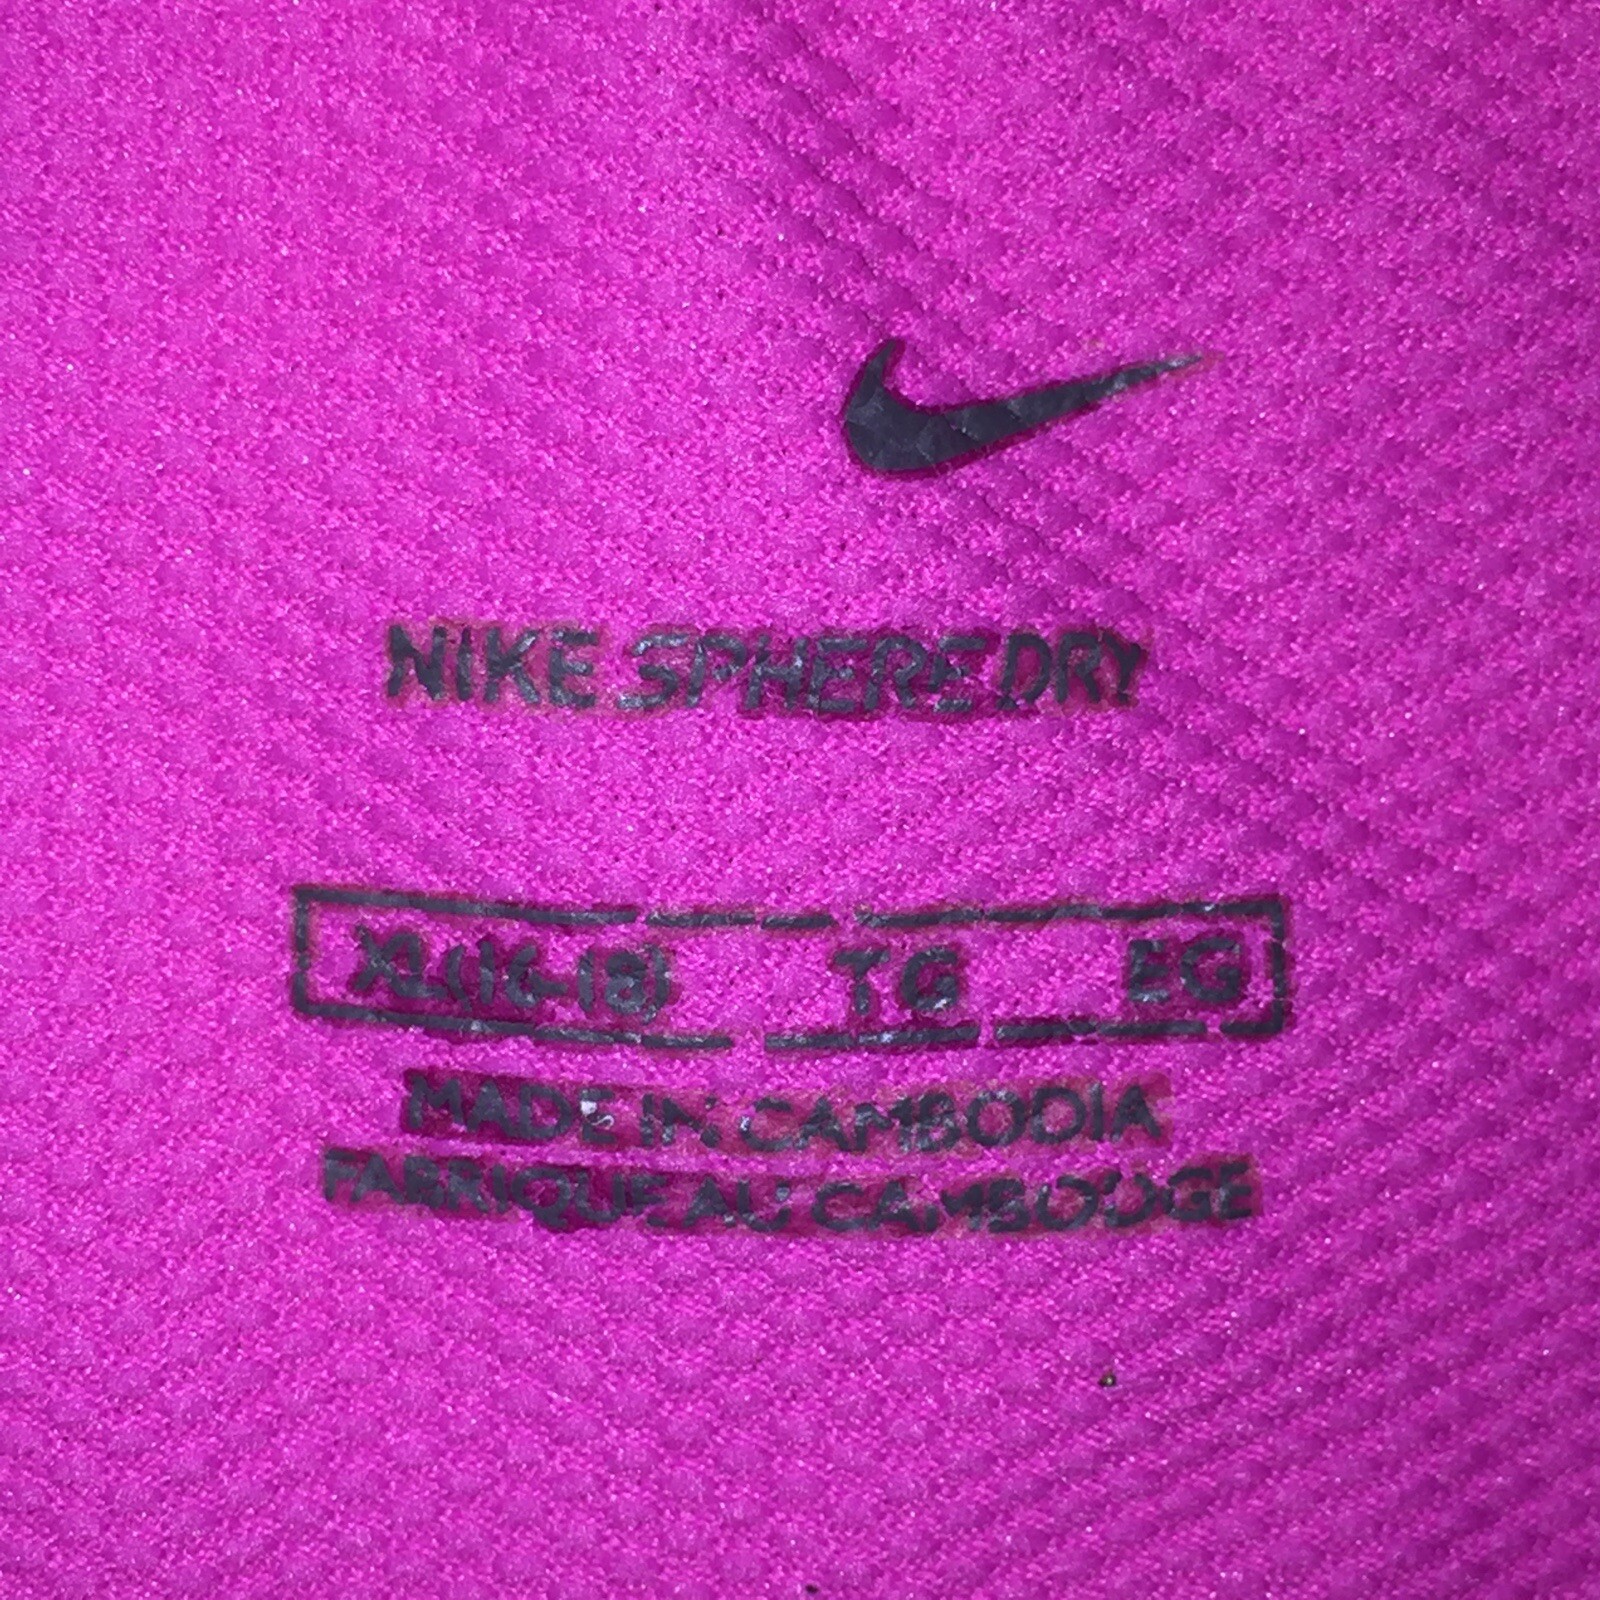 NIKE SPHERE DRY
XL(16-18) TG EG
MADE IN CAMBODIA
FABRIQUE AU CAMBODGE